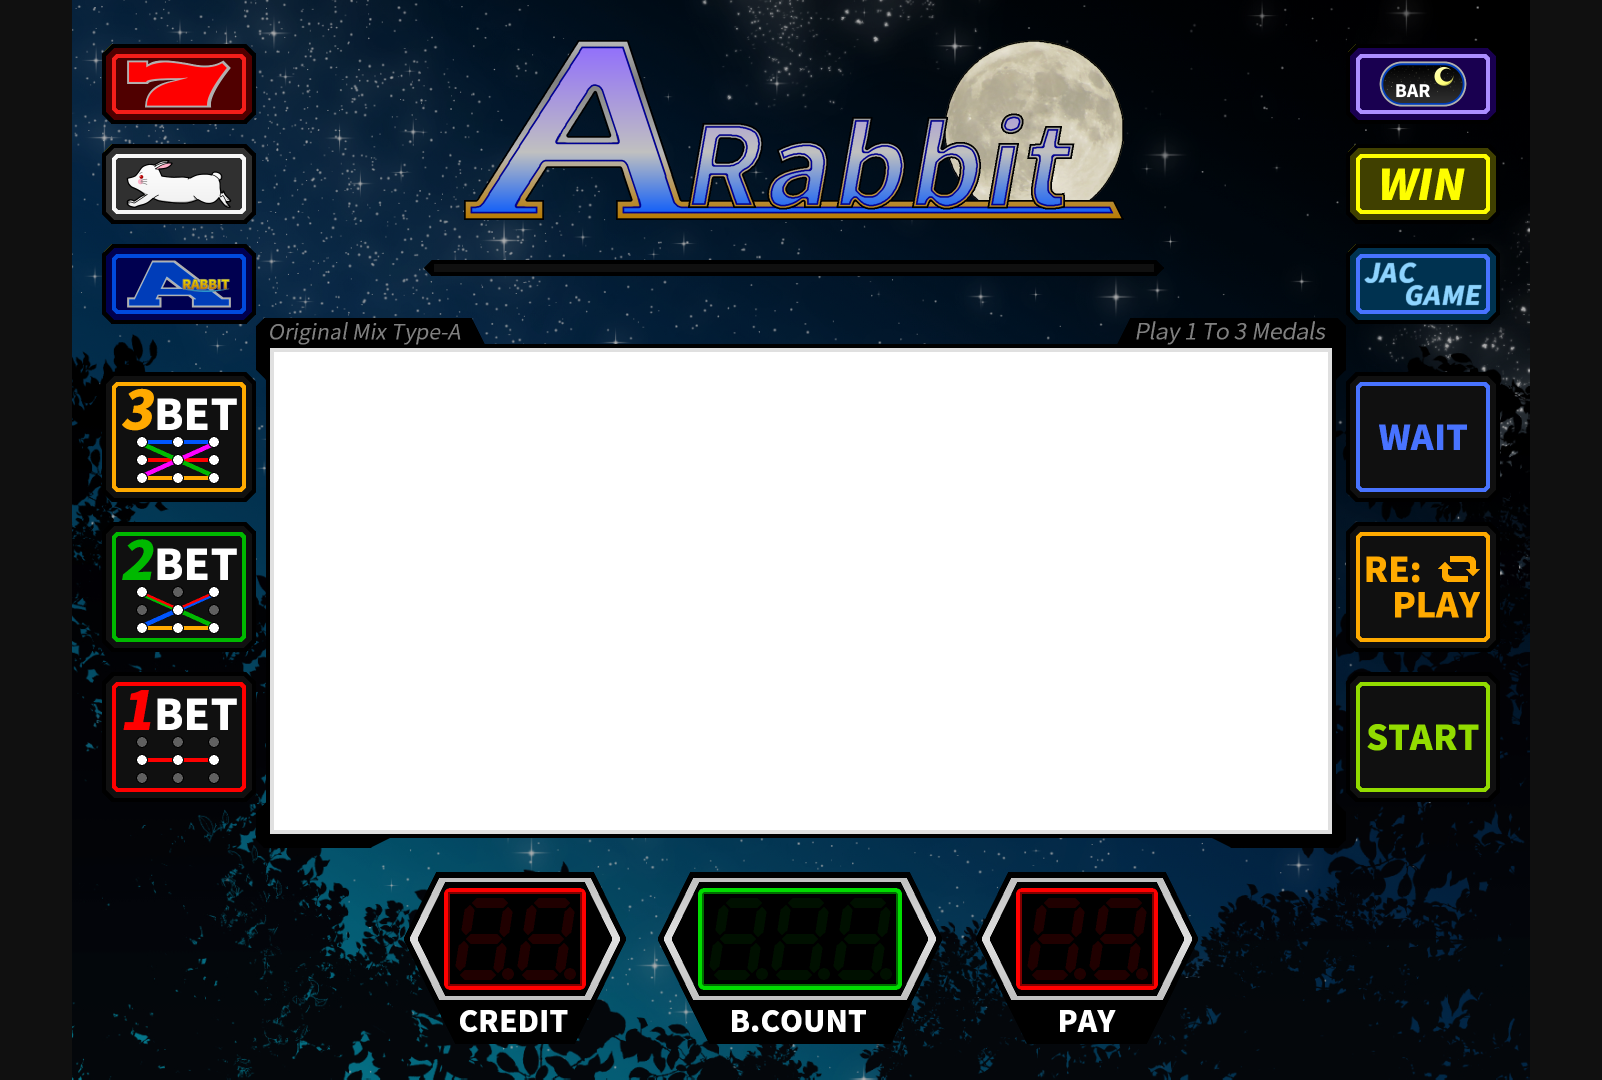 7
BAR
ARabbit
WIN
A RABBIT
JAC
GAME
Original Mix Type-A
Play 1 To 3 Medals
3BET
WAIT
2BET
RE:
PLAY
1BET
START
CREDIT
B.COUNT
PAY